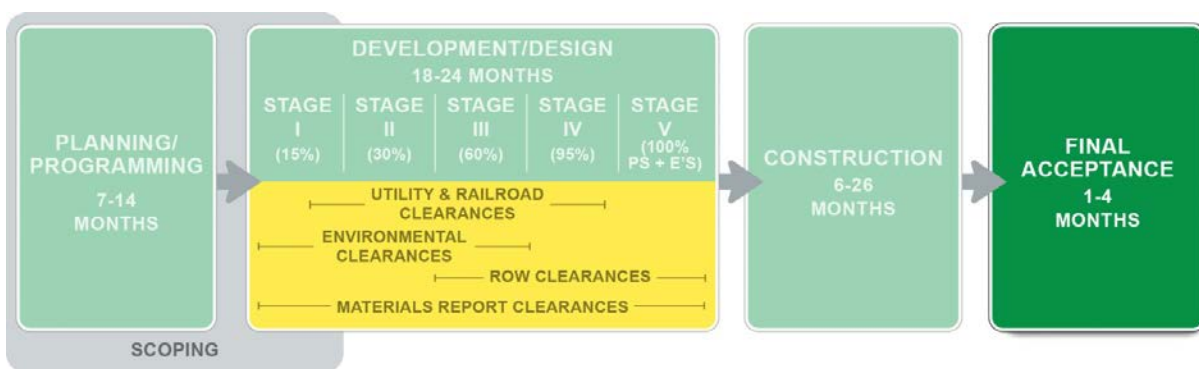 PLANNING/
PROGRAMMING
7-14
MONTHS
SCOPING
DEVELOPMENT/DESIGN
18-24 MONTHS
STAGE
I
(15%)
STAGE
II
(30%)
STAGE
III
(60%)
STAGE
IV
(95%)
STAGE
V
(100%
PS + E'S)
UTILITY & RAILROAD
CLEARANCES
ENVIRONMENTAL
CLEARANCES
ROW CLEARANCES
MATERIALS REPORT CLEARANCES
CONSTRUCTION
6-26
MONTHS
FINAL
ACCEPTANCE
1-4
MONTHS